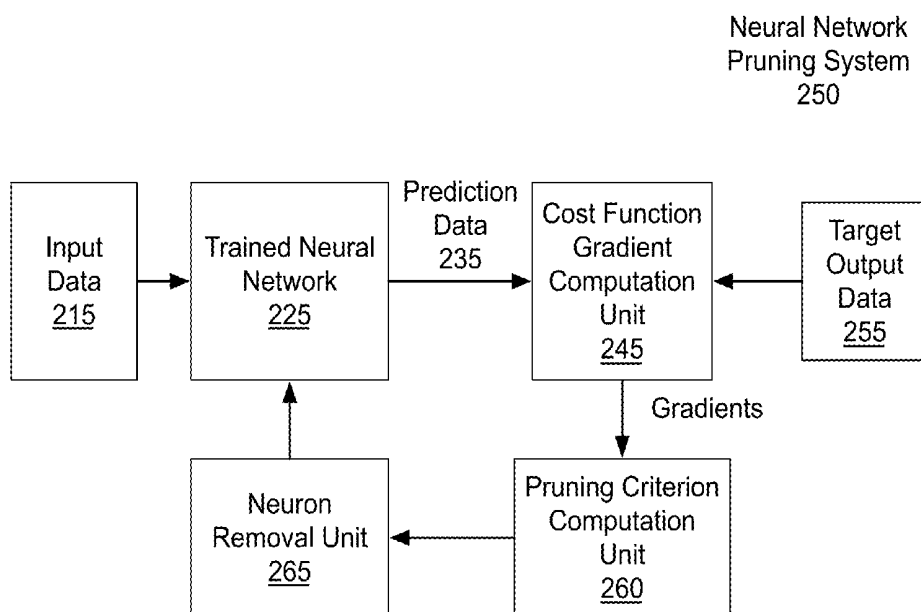 Neural Network
Pruning System
250
Input
Data
215
Trained Neural
Network
225
Prediction
Data
235
Cost Function
Gradient
Computation
Unit
245
Target
Output
Data
255
Gradients
Neuron
Removal Unit
265
Pruning Criterion
Computation
Unit
260